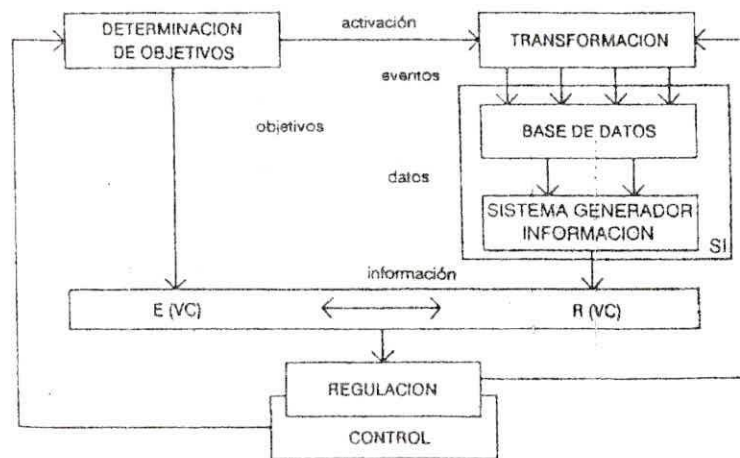 DETERMINACION
DE OBJETIVOS
activación
TRANSFORMACION
eventos
objetivos
BASE DE DATOS
datos
SISTEMA GENERADOR
INFORMACION
SI
información
E (VC)
R (VC)
REGULACION
CONTROL